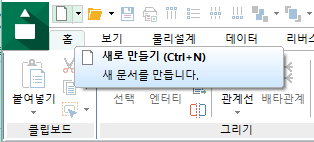 홈 보기 물리설계 데이터 리버스
새로 만들기 (Ctrl+N)
새 문서를 만듭니다.
붙여넣기 선택 엔터티 관계선 배타관계
클립보드 그리기